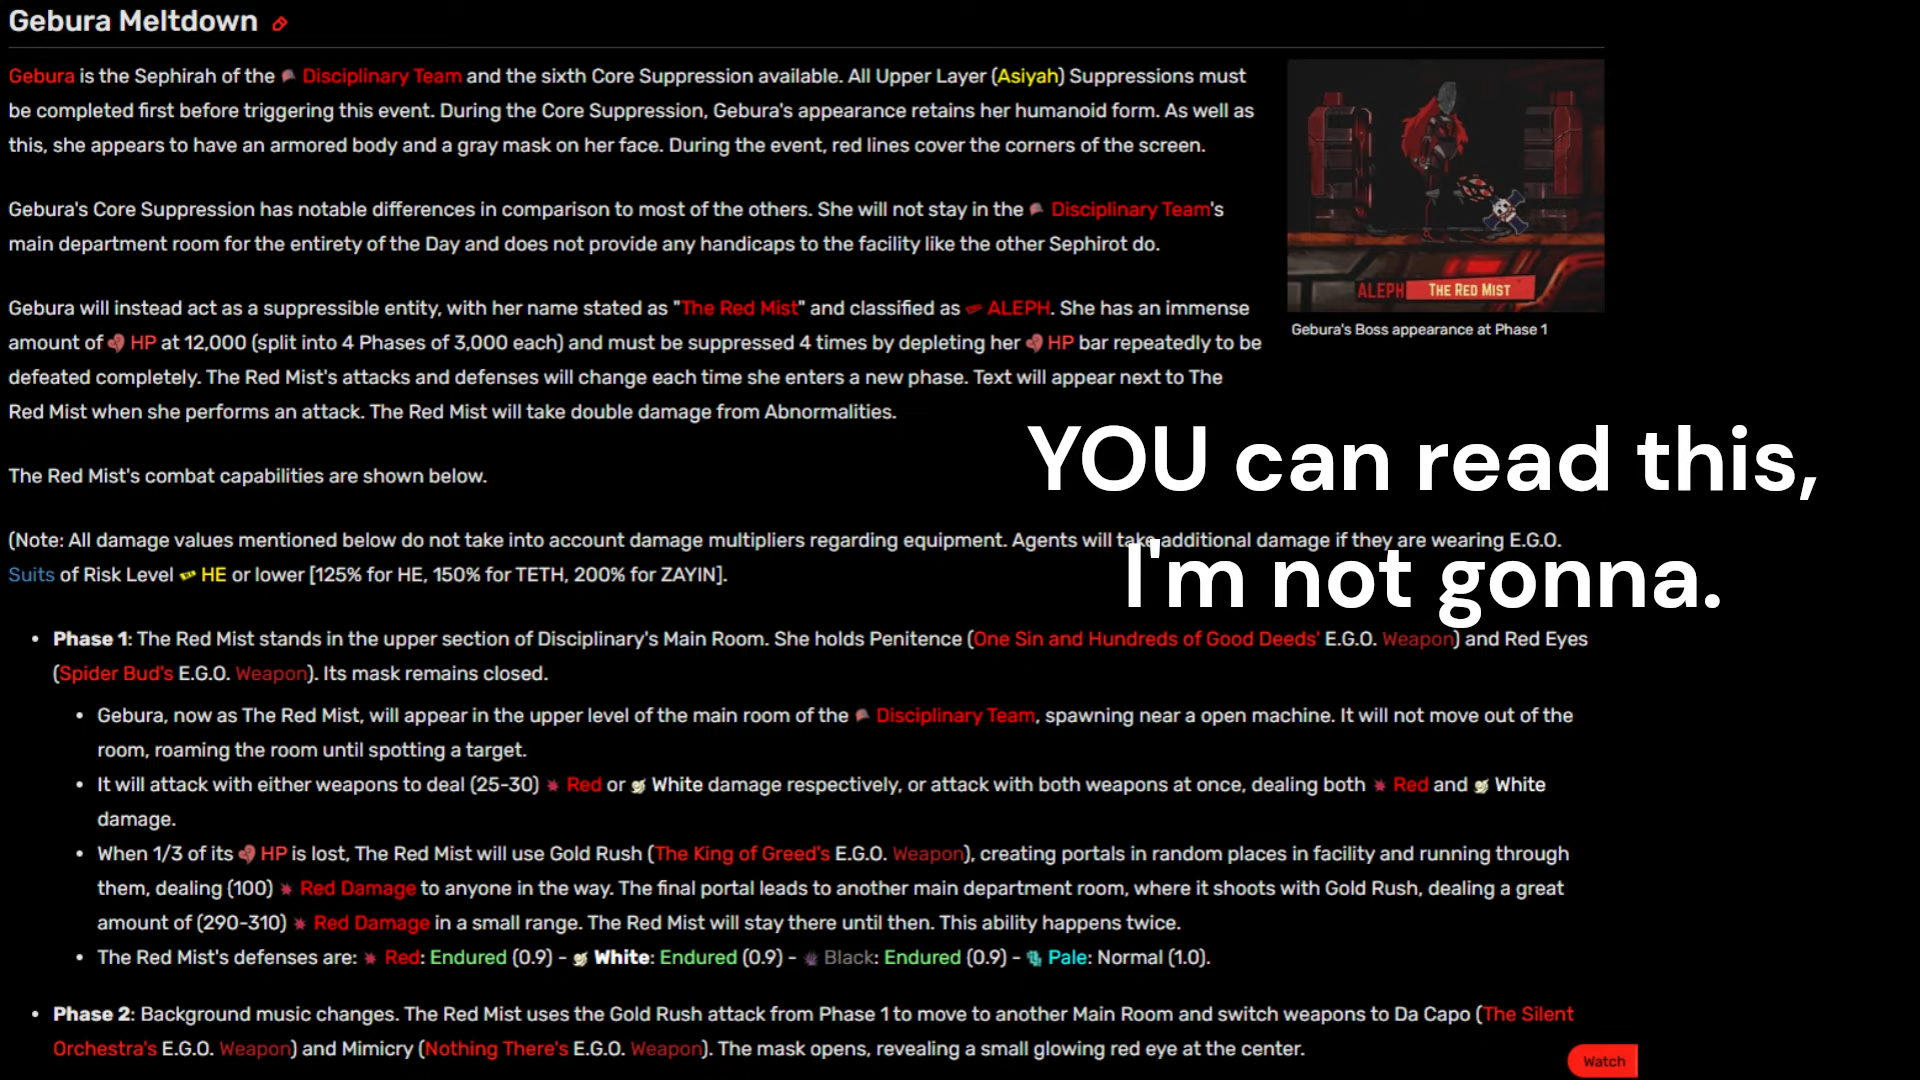 Gebura Meltdown
Gebura is the Sephirah of the Disciplinary Team and the sixth Core Suppression available. All Upper Layer (Asiyah) Suppressions must
be completed first before triggering this event. During the Core Suppression, Gebura's appearance retains her humanoid form. As well as
this, she appears to have an armored body and a gray mask on her face. During the event, red lines cover the corners of the screen.
Gebura's Core Suppression has notable differences in comparison to most of the others. She will not stay in the Disciplinary Team's
main department room for the entirety of the Day and does not provide any handicaps to the facility like the other Sephirot do.
Gebura will instead act as a suppressible entity, with her name stated as "The Red Mist" and classified as ALEPH. She has an immense
amount of HP at 12,000 (split into 4 Phases of 3,000 each) and must be suppressed 4 times by depleting her HP bar repeatedly to be
defeated completely. The Red Mist's attacks and defenses will change each time she enters a new phase. Text will appear next to The
Red Mist when she performs an attack. The Red Mist will take double damage from Abnormalities.
ALEPH THE RED MIST
Gebura's Boss appearance at Phase 1
YOU can read this,
I'm not gonna.
The Red Mist's combat capabilities are shown below.
(Note: All damage values mentioned below do not take into account damage multipliers regarding equipment. Agents will take additional damage if they are wearing E.G.O.
Suits of Risk Level HE or lower [125% for HE, 150% for TETH, 200% for ZAYIN].
• Phase 1: The Red Mist stands in the upper section of Disciplinary's Main Room. She holds Penitence (One Sin and Hundreds of Good Deeds' E.G.O. Weapon) and Red Eyes
(Spider Bud's E.G.O. Weapon). Its mask remains closed.
• Gebura, now as The Red Mist, will appear in the upper level of the main room of the Disciplinary Team, spawning near a open machine. It will not move out of the
room, roaming the room until spotting a target.
• It will attack with either weapons to deal (25-30) Red or White damage respectively, or attack with both weapons at once, dealing both Red and White
damage.
• When 1/3 of its HP is lost, The Red Mist will use Gold Rush (The King of Greed's E.G.O. Weapon), creating portals in random places in facility and running through
them, dealing (100) Red Damage to anyone in the way. The final portal leads to another main department room, where it shoots with Gold Rush, dealing a great
amount of (290-310) Red Damage in a small range. The Red Mist will stay there until then. This ability happens twice.
• The Red Mist's defenses are: Red: Endured (0.9) - White: Endured (0.9) - Black: Endured (0.9) - Pale: Normal (1.0).
• Phase 2: Background music changes. The Red Mist uses the Gold Rush attack from Phase 1 to move to another Main Room and switch weapons to Da Capo (The Silent
Orchestra's E.G.O. Weapon) and Mimicry (Nothing There's E.G.O. Weapon). The mask opens, revealing a small glowing red eye at the center.
Watch